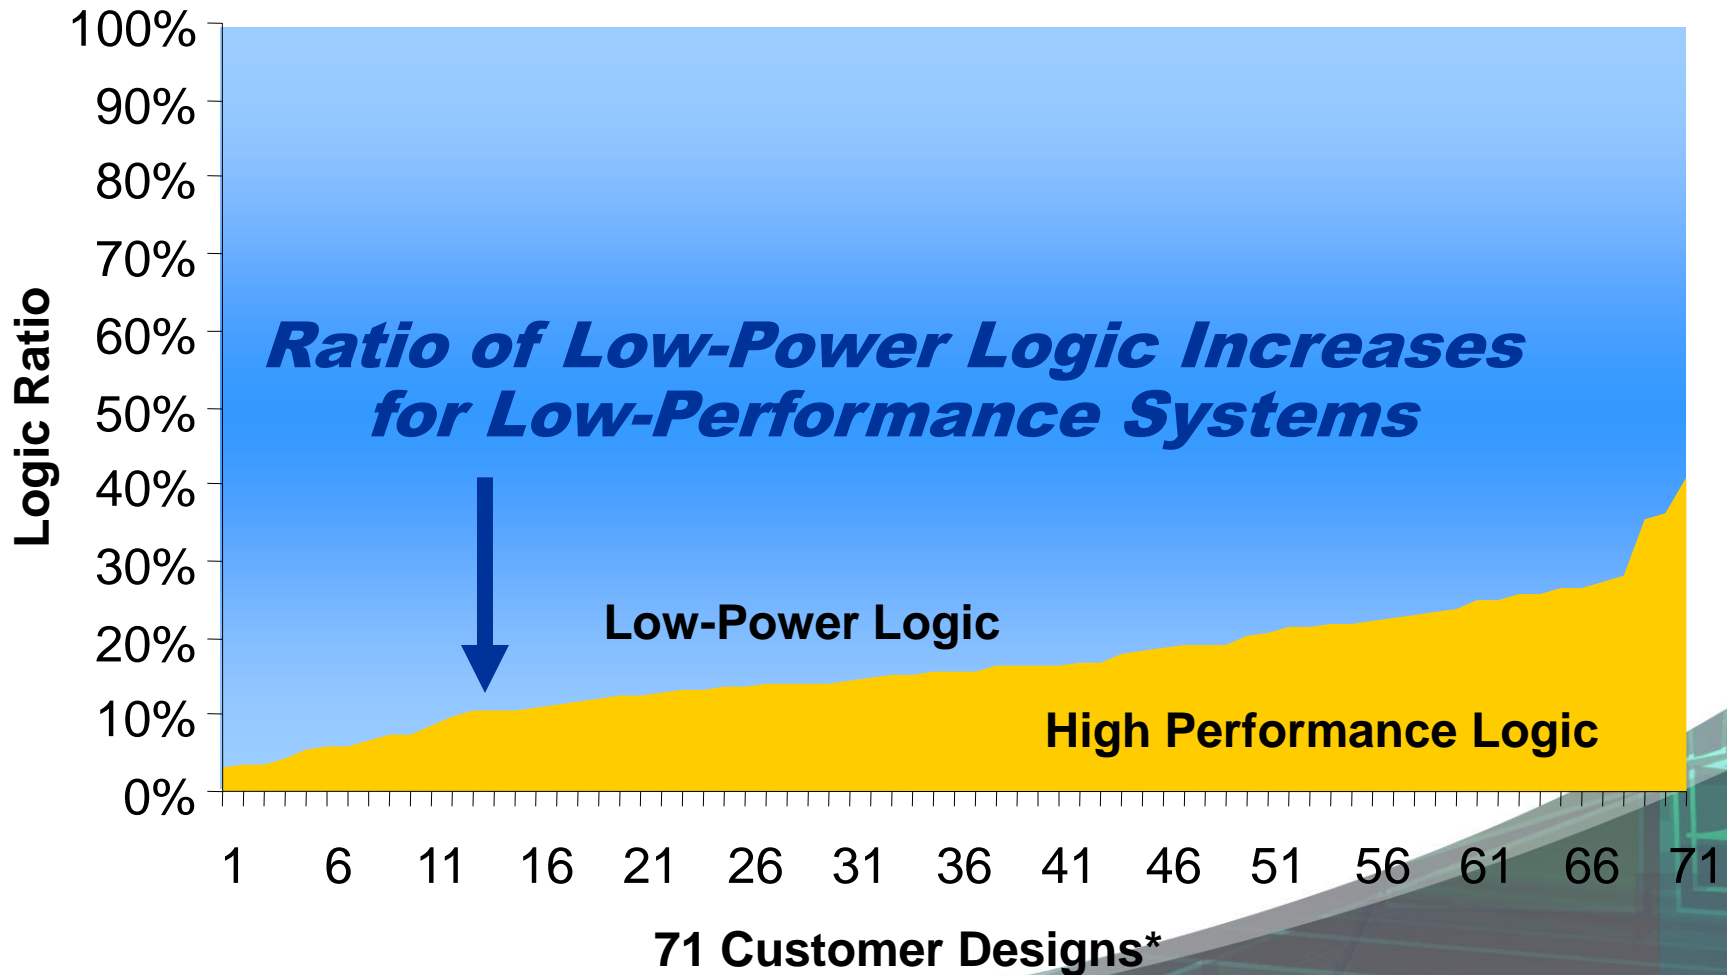 100%
90%
80%
70%
60%
50%
40%
30%
20%
10%
0%
Logic Ratio
Ratio of Low-Power Logic Increases
for Low-Performance Systems
Low-Power Logic
High Performance Logic
1 6 11 16 21 26 31 36 41 46 51 56 61 66 71
71 Customer Designs*